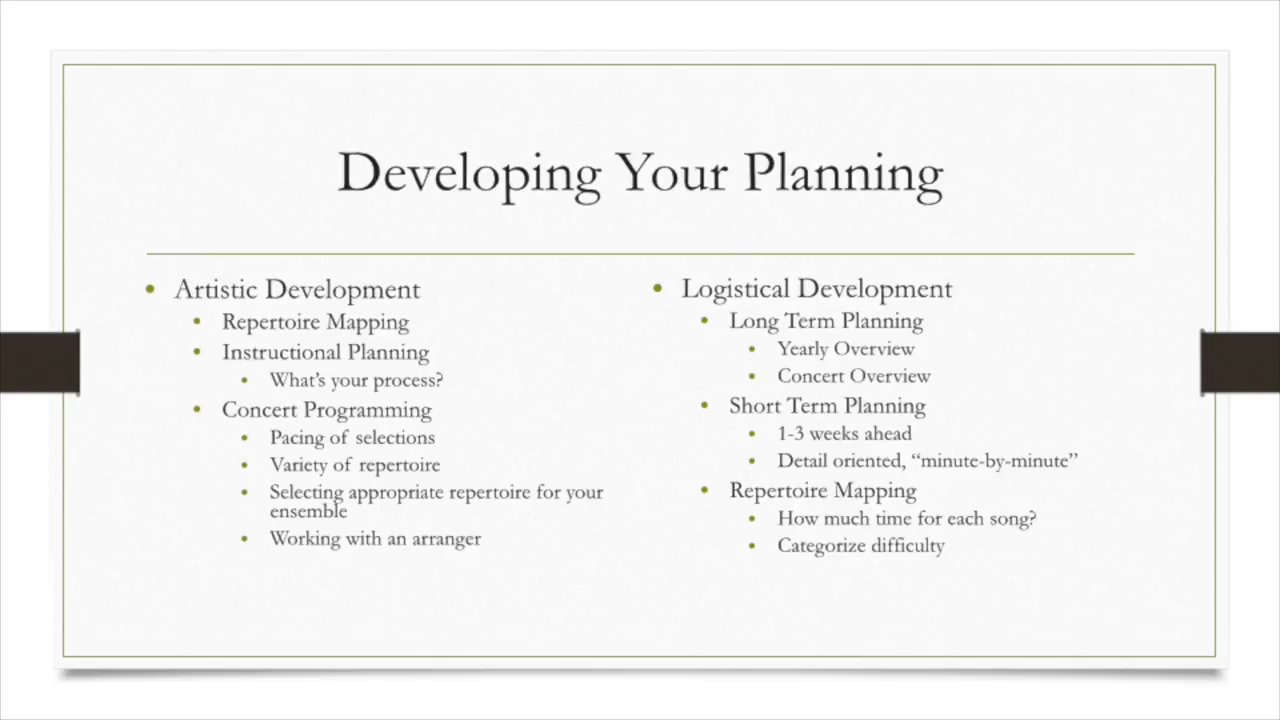 Developing Your Planning
• Artistic Development
• Repertoire Mapping
• Instructional Planning
• What’s your process?
• Concert Programming
• Pacing of selections
• Variety of repertoire
• Selecting appropriate repertoire for your
ensemble
• Working with an arranger
• Logistical Development
• Long Term Planning
• Yearly Overview
• Concert Overview
• Short Term Planning
• 1-3 weeks ahead
• Detail oriented, “minute-by-minute”
• Repertoire Mapping
• How much time for each song?
• Categorize difficulty